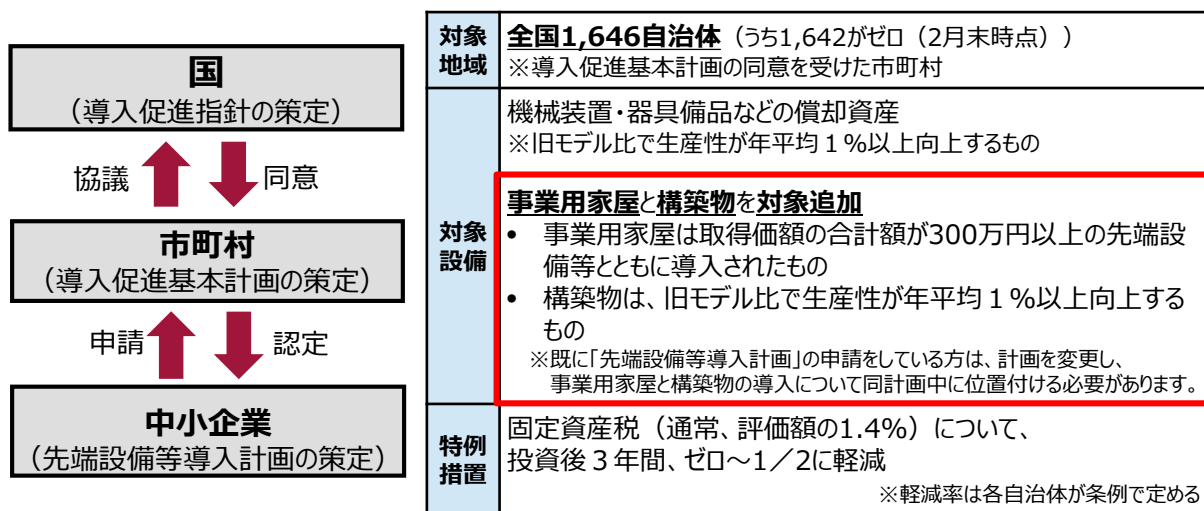 国
（導入促進指針の策定）
協議
同意
市町村
（導入促進基本計画の策定）
申請
認定
中小企業
（先端設備等導入計画の策定）
対象
地域
全国1,646自治体（うち1,642がゼロ（2月末時点））
※導入促進基本計画の同意を受けた市町村
対象
設備
機械装置・器具備品などの償却資産
※旧モデル比で生産性が年平均１％以上向上するもの
事業用家屋と構築物を対象追加
• 事業用家屋は取得価額の合計額が300万円以上の先端設
備等とともに導入されたもの
• 構築物は、旧モデル比で生産性が年平均１％以上向上する
もの
※既に「先端設備等導入計画」の申請をしている方は、計画を変更し、
事業用家屋と構築物の導入について同計画中に位置付ける必要があります。
特例
措置
固定資産税（通常、評価額の1.4%）について、
投資後３年間、ゼロ～1／2に軽減
※軽減率は各自治体が条例で定める